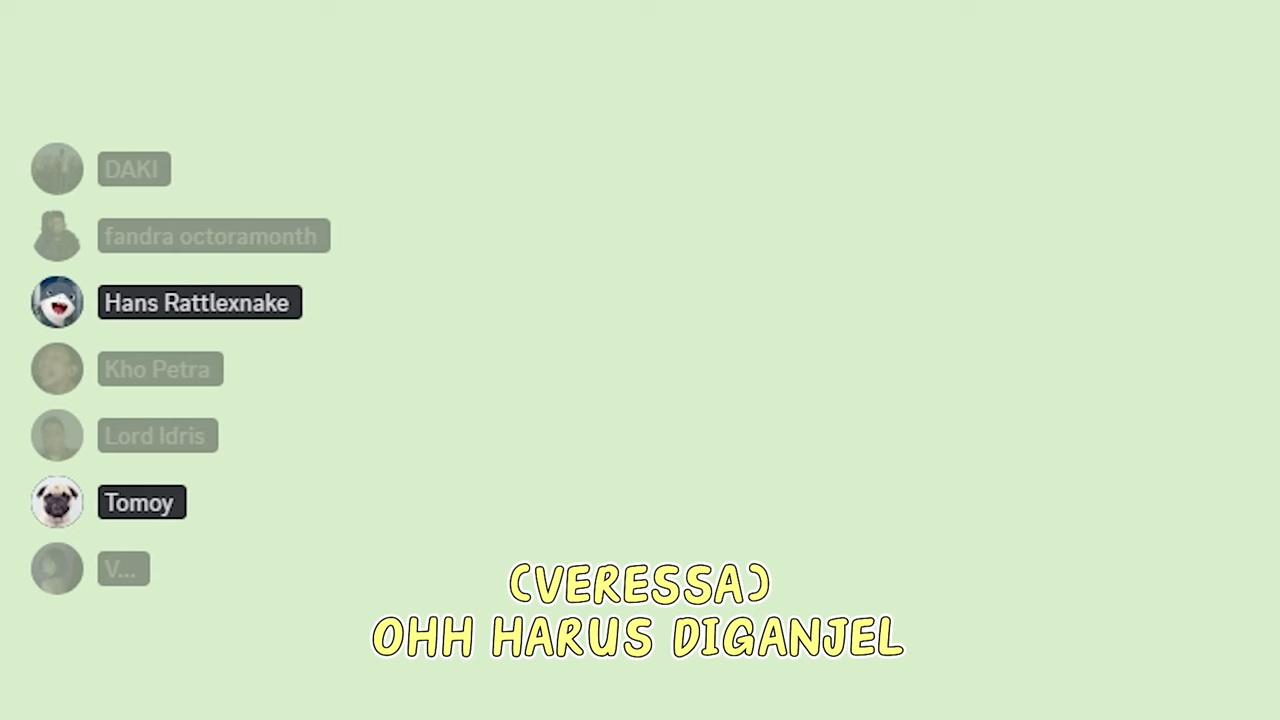 DAKI
fandra octoramonth
Hans Rattlexnake
Kho Petra
Lord Idris
Tomoy
V...
(VERESSA)
OHH HARUS DIGANJEL